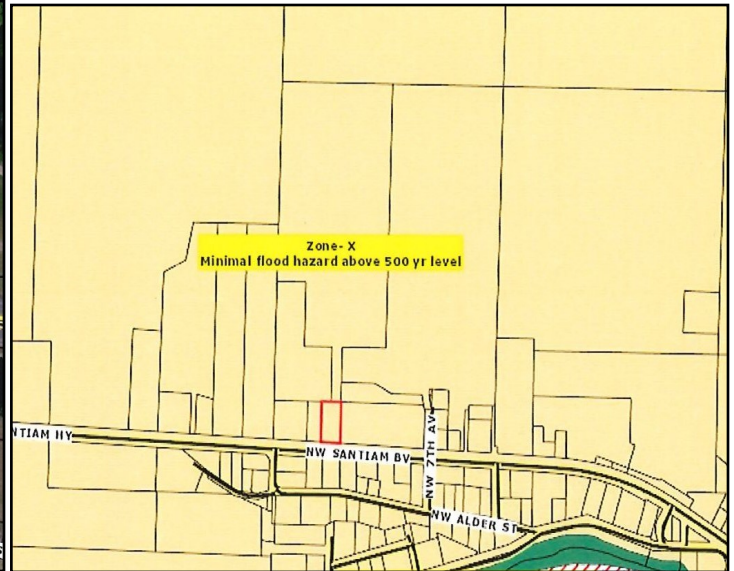 Zone- X
Minimal flood hazard above 500 yr level
NTIAM HY
NW SANTIAM BV
NW 7TH AV
NW ALDER ST